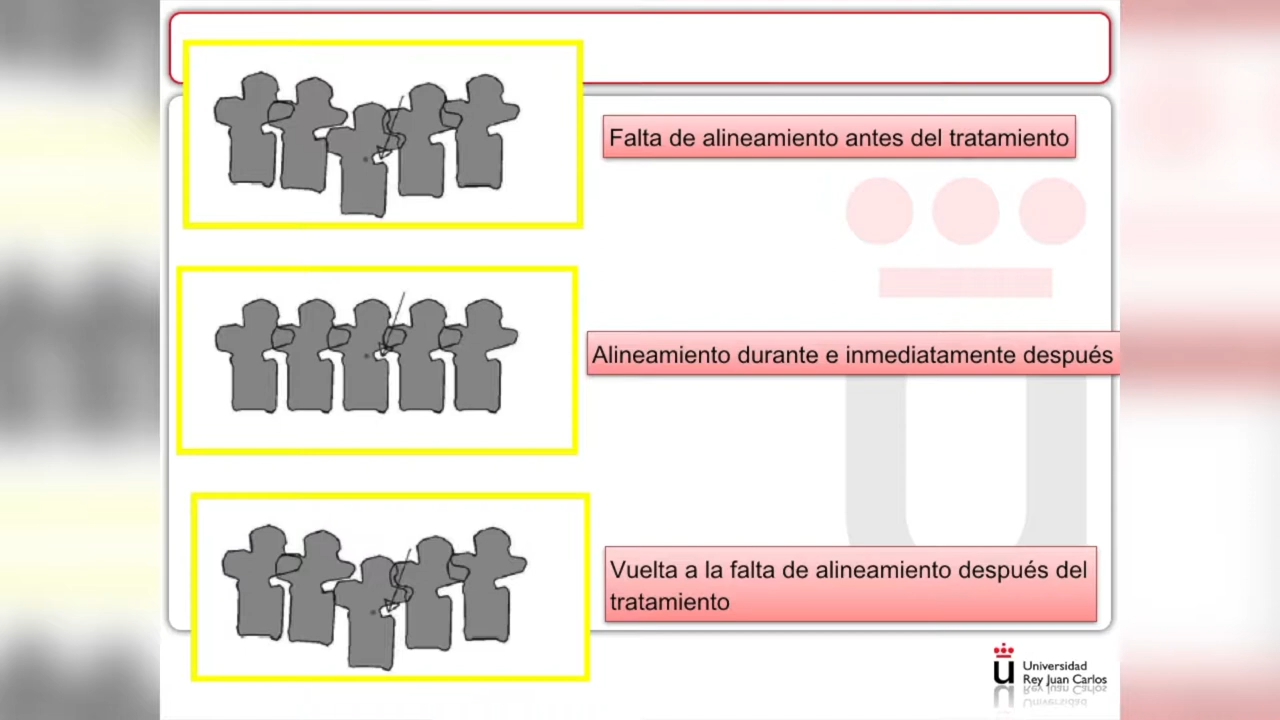 Falta de alineamiento antes del tratamiento
Alineamiento durante e inmediatamente después
Vuelta a la falta de alineamiento después del
tratamiento
Universidad
Rey Juan Carlos